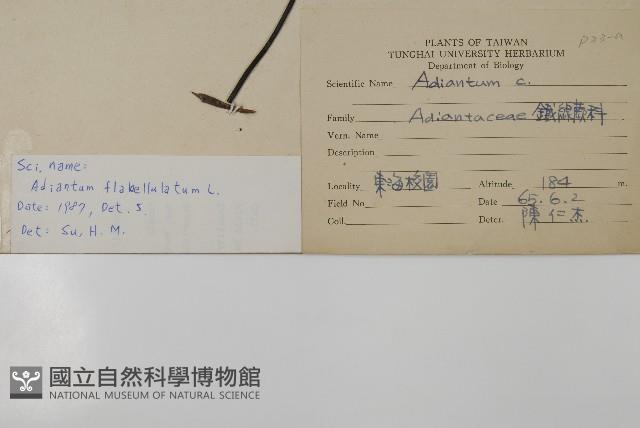 P23-a
PLANTS OF TAIWAN
TUNGHAI UNIVERSITY HERBARIUM
Department of Biology
Scientific Name Adiantum c.
Family Adiantaceae 鐵線蕨科
Vern. Name
Description
Locality 東海校園 Altitude 184 m.
Field No Date 65.6.2
Coll. Deter. 陳仁杰
Sci. name:
Adiantum flabellulatum L.
Date: 1987, Det. 5.
Det: Su, H. M.
國立自然科學博物館
NATIONAL MUSEUM OF NATURAL SCIENCE